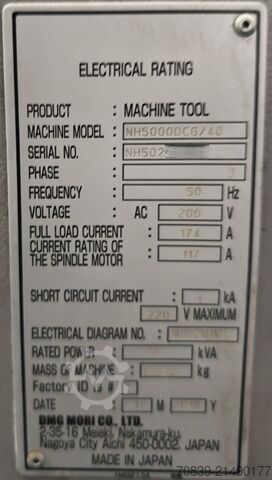 ELECTRICAL RATING
PRODUCT : MACHINE TOOL
MACHINE MODEL : NH5000DCG/40
SERIAL NO. : NH502
PHASE : 3
FREQUENCY : 50 Hz
VOLTAGE : AC 200 V
FULL LOAD CURRENT : 174 A
CURRENT RATING OF
THE SPINDLE MOTOR : 117 A
SHORT CIRCUIT CURRENT : 1 kA
220 V MAXIMUM
ELECTRICAL DIAGRAM NO. :
RATED POWER : kVA
MASS OF MACHINE : kg
Factory ID is #
DATE M Y
DMG MORI CO., LTD.
2-35-16 Meieki, Nakamura-ku,
Nagoya City Aichi 450-0002, JAPAN
MADE IN JAPAN
70839-21400177